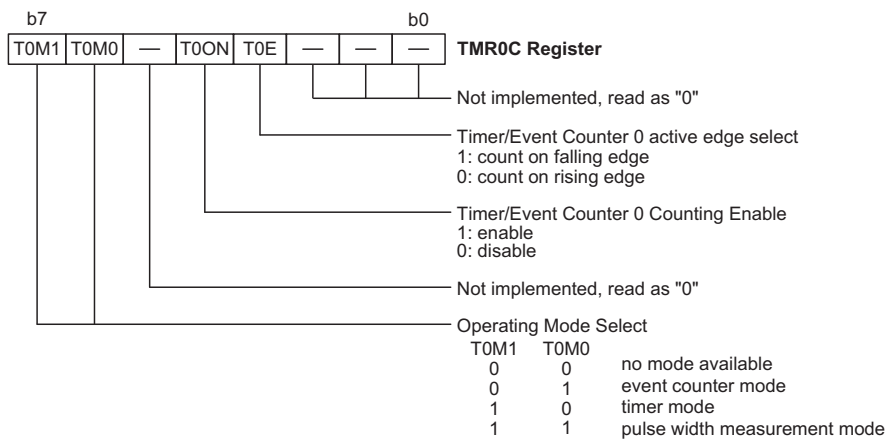 b7 b0
T0M1 T0M0 — T0ON T0E — — — TMR0C Register
Not implemented, read as "0"
Timer/Event Counter 0 active edge select
1: count on falling edge
0: count on rising edge
Timer/Event Counter 0 Counting Enable
1: enable
0: disable
Not implemented, read as "0"
Operating Mode Select
T0M1 T0M0
0 0 no mode available
0 1 event counter mode
1 0 timer mode
1 1 pulse width measurement mode